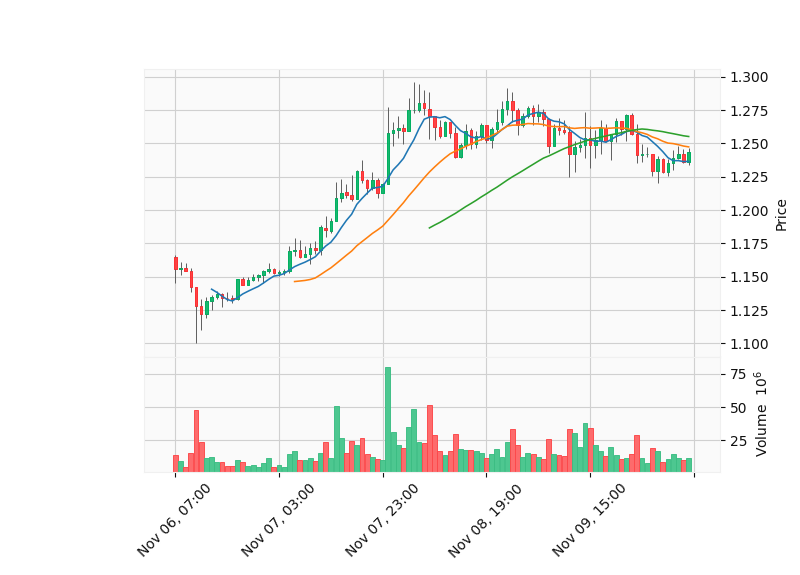 1.300
1.275
1.250
1.225
1.200
1.175
1.150
1.125
1.100
Price
75
50
25
Volume 10⁶
Nov 06, 07:00
Nov 07, 03:00
Nov 07, 23:00
Nov 08, 19:00
Nov 09, 15:00